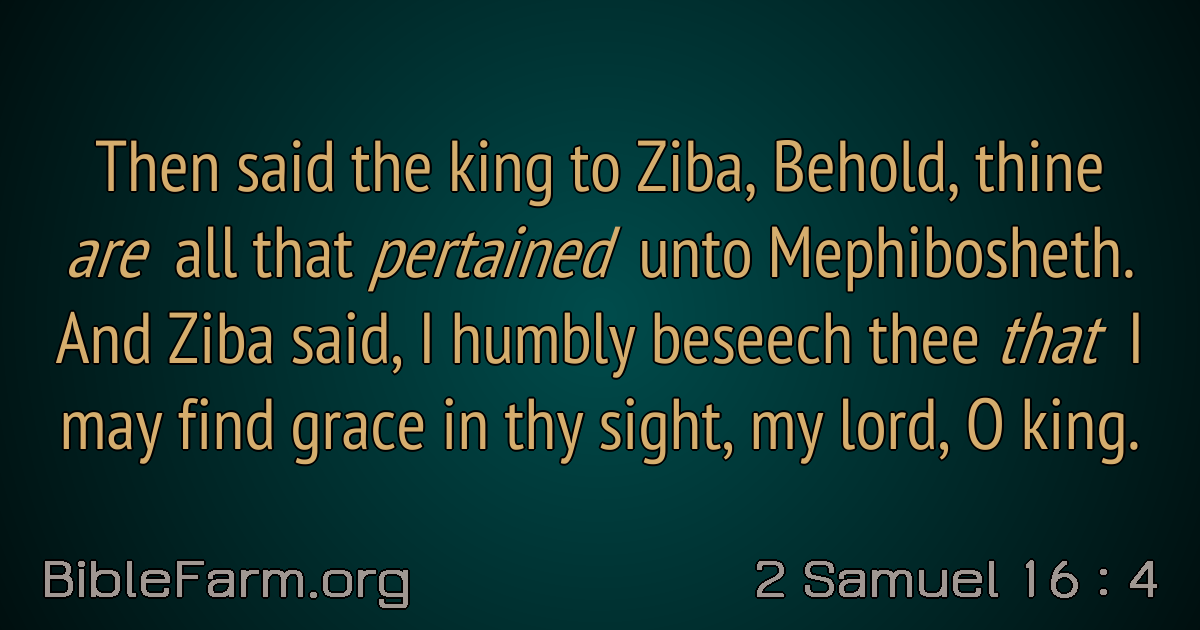 Then said the king to Ziba, Behold, thine
are all that pertained unto Mephibosheth.
And Ziba said, I humbly beseech thee that I
may find grace in thy sight, my lord, O king.
BibleFarm.org
2 Samuel 16 : 4